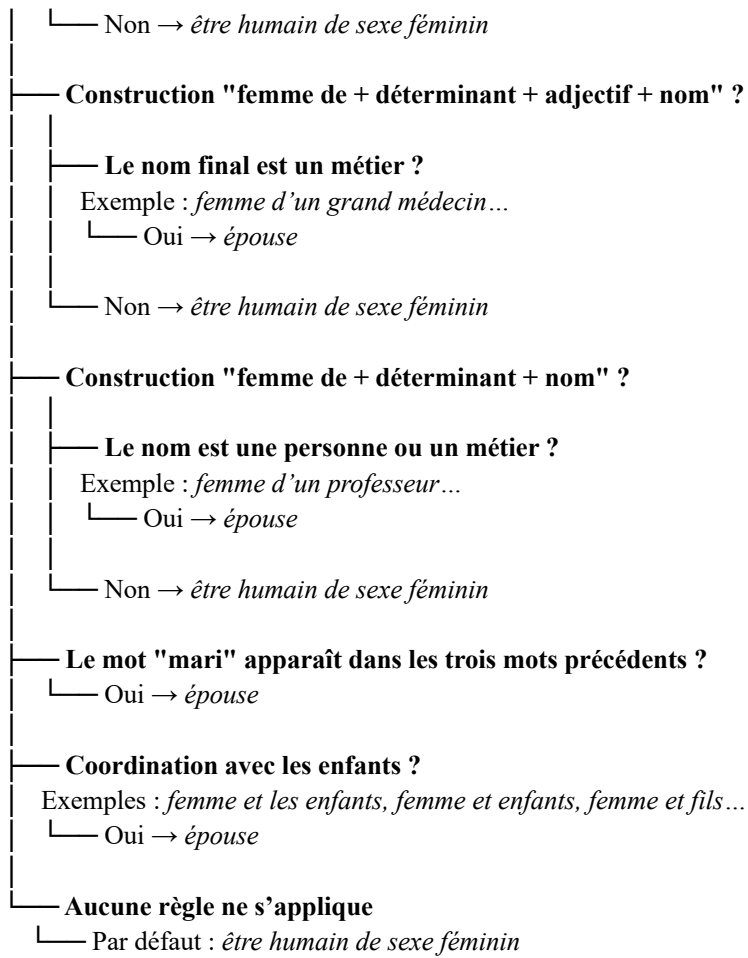 Non → être humain de sexe féminin
Construction "femme de + déterminant + adjectif + nom" ?
Le nom final est un métier ?
Exemple : femme d’un grand médecin…
Oui → épouse
Non → être humain de sexe féminin
Construction "femme de + déterminant + nom" ?
Le nom est une personne ou un métier ?
Exemple : femme d’un professeur…
Oui → épouse
Non → être humain de sexe féminin
Le mot "mari" apparaît dans les trois mots précédents ?
Oui → épouse
Coordination avec les enfants ?
Exemples : femme et les enfants, femme et enfants, femme et fils…
Oui → épouse
Aucune règle ne s’applique
Par défaut : être humain de sexe féminin